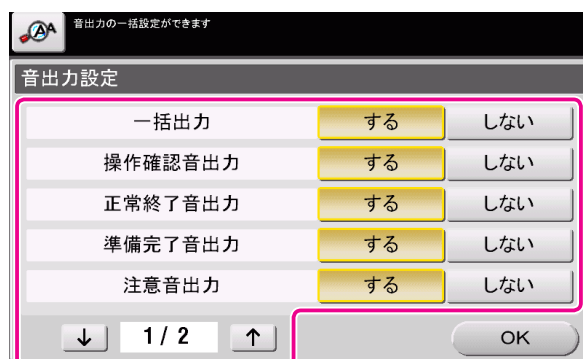 音出力の一括設定ができます
音出力設定
一括出力 する しない
操作確認音出力 する しない
正常終了音出力 する しない
準備完了音出力 する しない
注意音出力 する しない
↓ 1 / 2 ↑ OK